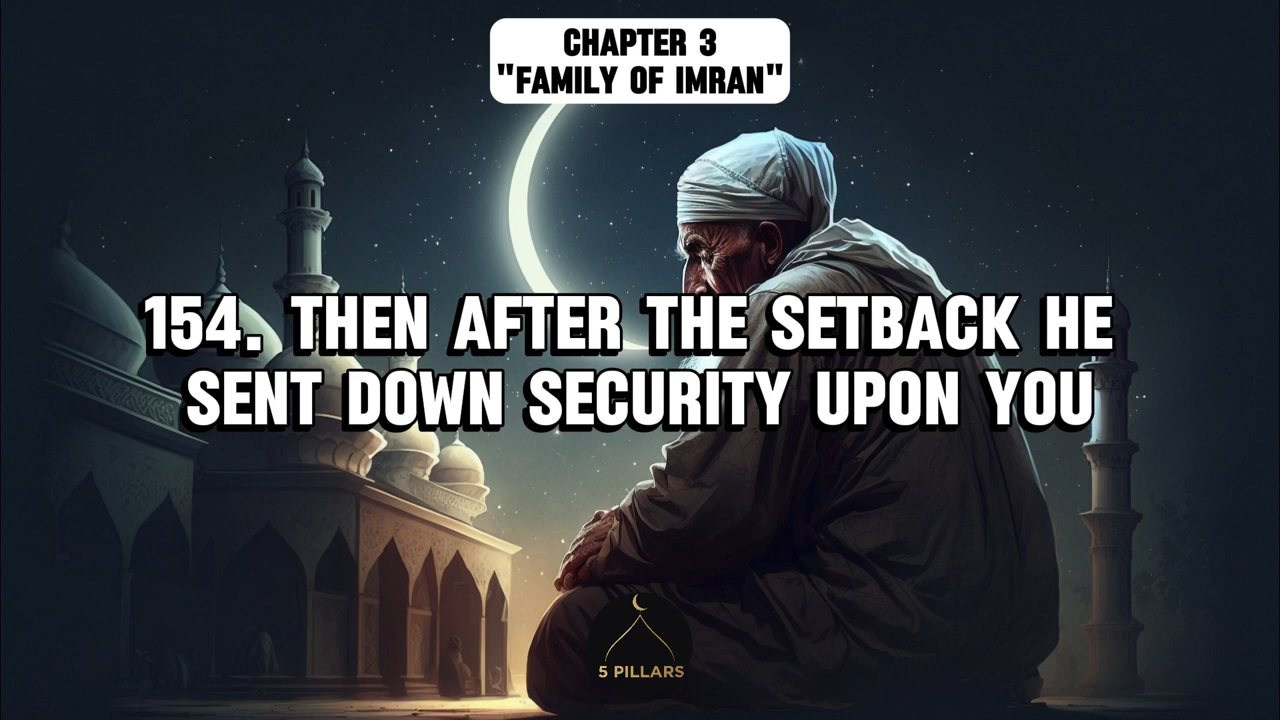 CHAPTER 3
"FAMILY OF IMRAN"
154. THEN AFTER THE SETBACK HE
SENT DOWN SECURITY UPON YOU
5 PILLARS